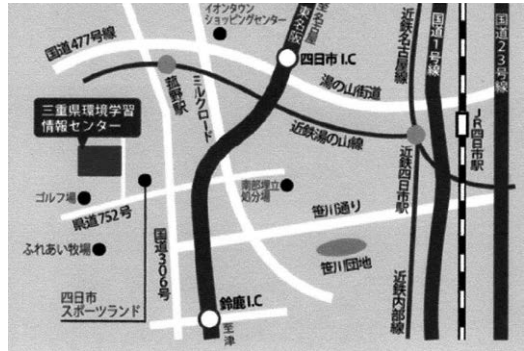 イオンタウン
ショッピングセンター
至名古屋
東名阪
国道477号線
四日市I.C
近鉄名古屋線
国道1号線
国道23号線
菰野駅
ミルクロード
湯の山街道
三重県環境学習
情報センター
近鉄湯の山線
JR四日市駅
近鉄四日市駅
ゴルフ場
県道752号
南部埋立
処分場
笹川通り
ふれあい牧場
国道306号
笹川団地
四日市
スポーツランド
近鉄内部線
鈴鹿I.C
至津